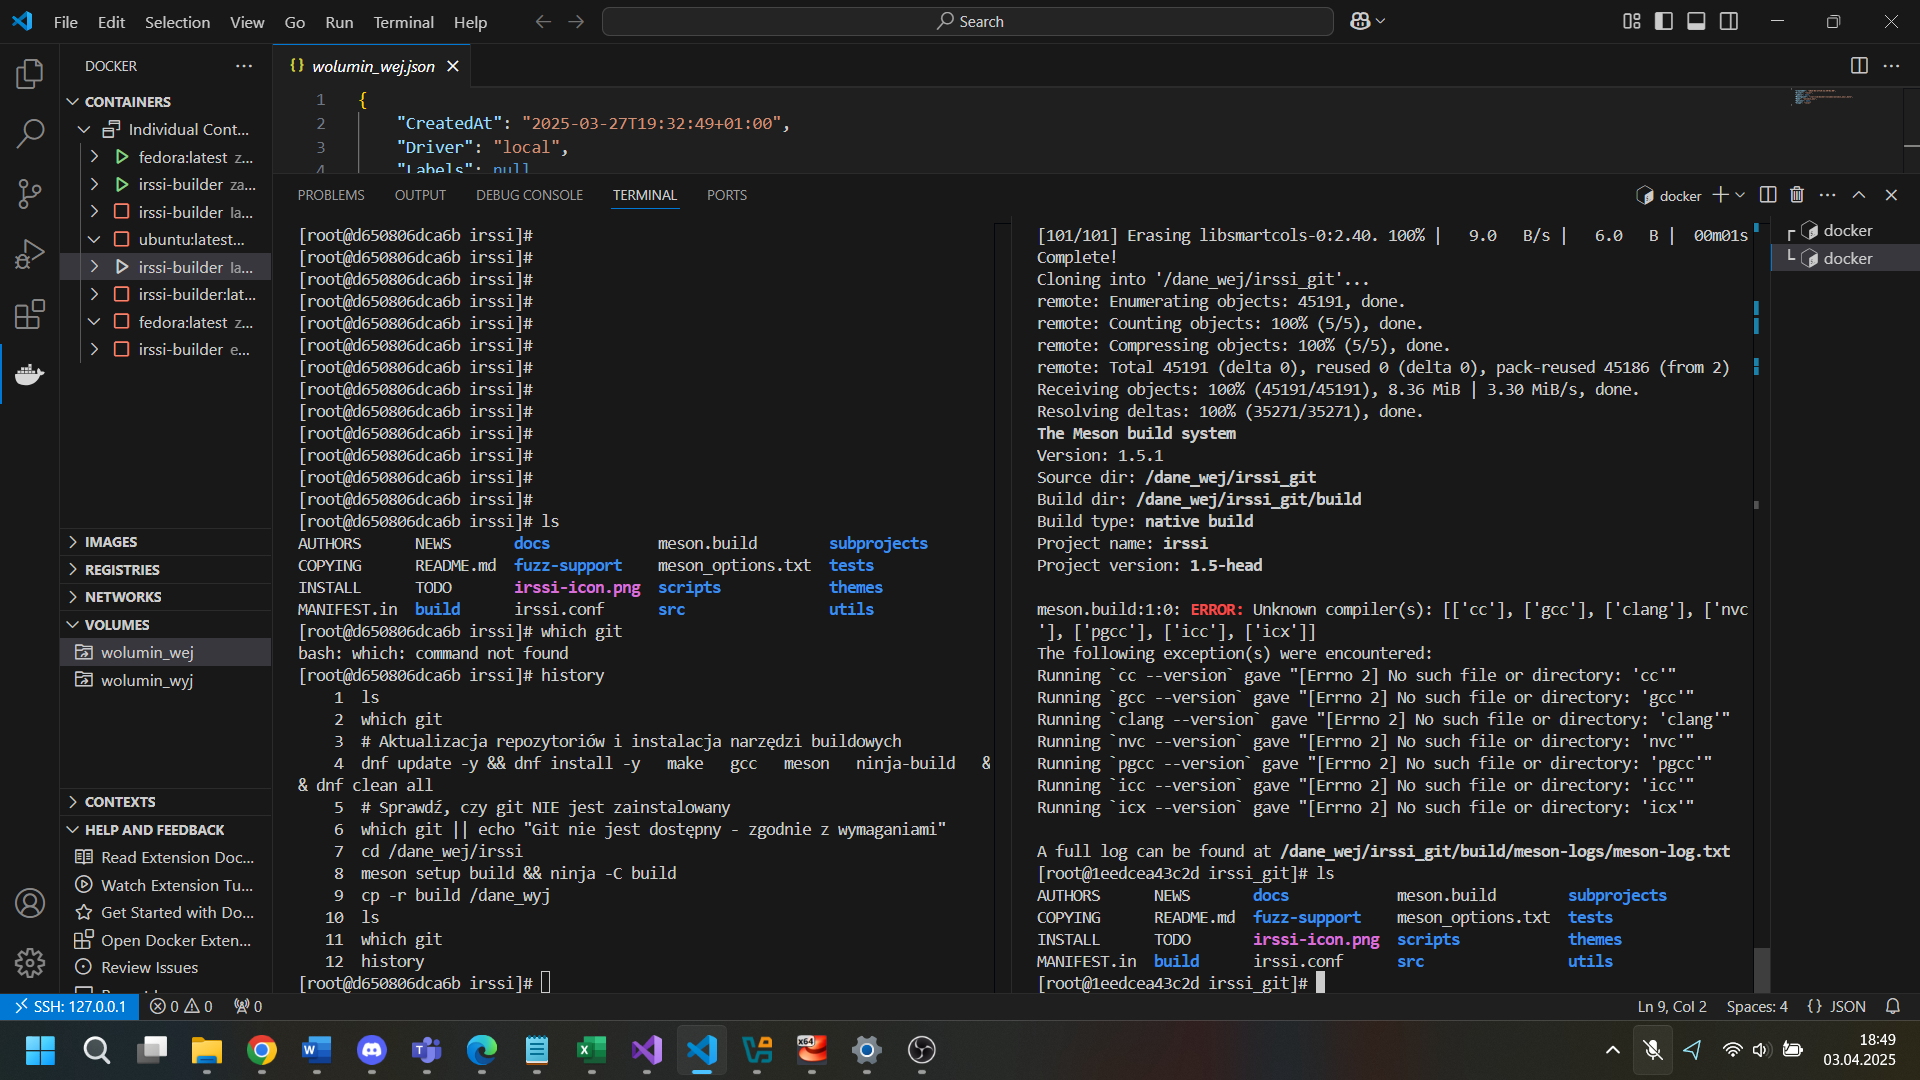 File Edit Selection View Go Run Terminal Help
Search
DOCKER
CONTAINERS
Individual Cont...
fedora:latest z...
irssi-builder za...
irssi-builder la...
ubuntu:latest...
irssi-builder la...
irssi-builder:lat...
fedora:latest z...
irssi-builder e...
IMAGES
REGISTRIES
NETWORKS
VOLUMES
wolumin_wej
wolumin_wyj
CONTEXTS
HELP AND FEEDBACK
Read Extension Doc...
Watch Extension Tu...
Get Started with Do...
Open Docker Exten...
Review Issues
{} wolumin_wej.json
1 {
2 "CreatedAt": "2025-03-27T19:32:49+01:00",
3 "Driver": "local",
4 "Labels": null
PROBLEMS OUTPUT DEBUG CONSOLE TERMINAL PORTS
docker
[root@d650806dca6b irssi]#
[root@d650806dca6b irssi]#
[root@d650806dca6b irssi]#
[root@d650806dca6b irssi]#
[root@d650806dca6b irssi]#
[root@d650806dca6b irssi]#
[root@d650806dca6b irssi]#
[root@d650806dca6b irssi]#
[root@d650806dca6b irssi]#
[root@d650806dca6b irssi]#
[root@d650806dca6b irssi]#
[root@d650806dca6b irssi]#
[root@d650806dca6b irssi]#
[root@d650806dca6b irssi]# ls
AUTHORS NEWS docs meson.build subprojects
COPYING README.md fuzz-support meson_options.txt tests
INSTALL TODO irssi-icon.png scripts themes
MANIFEST.in build irssi.conf src utils
[root@d650806dca6b irssi]# which git
bash: which: command not found
[root@d650806dca6b irssi]# history
1 ls
2 which git
3 # Aktualizacja repozytoriów i instalacja narzędzi buildowych
4 dnf update -y && dnf install -y make gcc meson ninja-build &
& dnf clean all
5 # Sprawdź, czy git NIE jest zainstalowany
6 which git || echo "Git nie jest dostępny - zgodnie z wymaganiami"
7 cd /dane_wej/irssi
8 meson setup build && ninja -C build
9 cp -r build /dane_wyj
10 ls
11 which git
12 history
[root@d650806dca6b irssi]#
[101/101] Erasing libsmartcols-0:2.40. 100% | 9.0 B/s | 6.0 B | 00m01s
Complete!
Cloning into '/dane_wej/irssi_git'...
remote: Enumerating objects: 45191, done.
remote: Counting objects: 100% (5/5), done.
remote: Compressing objects: 100% (5/5), done.
remote: Total 45191 (delta 0), reused 0 (delta 0), pack-reused 45186 (from 2)
Receiving objects: 100% (45191/45191), 8.36 MiB | 3.30 MiB/s, done.
Resolving deltas: 100% (35271/35271), done.
The Meson build system
Version: 1.5.1
Source dir: /dane_wej/irssi_git
Build dir: /dane_wej/irssi_git/build
Build type: native build
Project name: irssi
Project version: 1.5-head
meson.build:1:0: ERROR: Unknown compiler(s): [['cc'], ['gcc'], ['clang'], ['nvc
'], ['pgcc'], ['icc'], ['icx']]
The following exception(s) were encountered:
Running `cc --version` gave "[Errno 2] No such file or directory: 'cc'"
Running `gcc --version` gave "[Errno 2] No such file or directory: 'gcc'"
Running `clang --version` gave "[Errno 2] No such file or directory: 'clang'"
Running `nvc --version` gave "[Errno 2] No such file or directory: 'nvc'"
Running `pgcc --version` gave "[Errno 2] No such file or directory: 'pgcc'"
Running `icc --version` gave "[Errno 2] No such file or directory: 'icc'"
Running `icx --version` gave "[Errno 2] No such file or directory: 'icx'"
A full log can be found at /dane_wej/irssi_git/build/meson-logs/meson-log.txt
[root@1eedcea43c2d irssi_git]# ls
AUTHORS NEWS docs meson.build subprojects
COPYING README.md fuzz-support meson_options.txt tests
INSTALL TODO irssi-icon.png scripts themes
MANIFEST.in build irssi.conf src utils
[root@1eedcea43c2d irssi_git]#
docker
docker
SSH: 127.0.0.1 0 0 0
Ln 9, Col 2 Spaces: 4 {} JSON
x64
18:49
03.04.2025